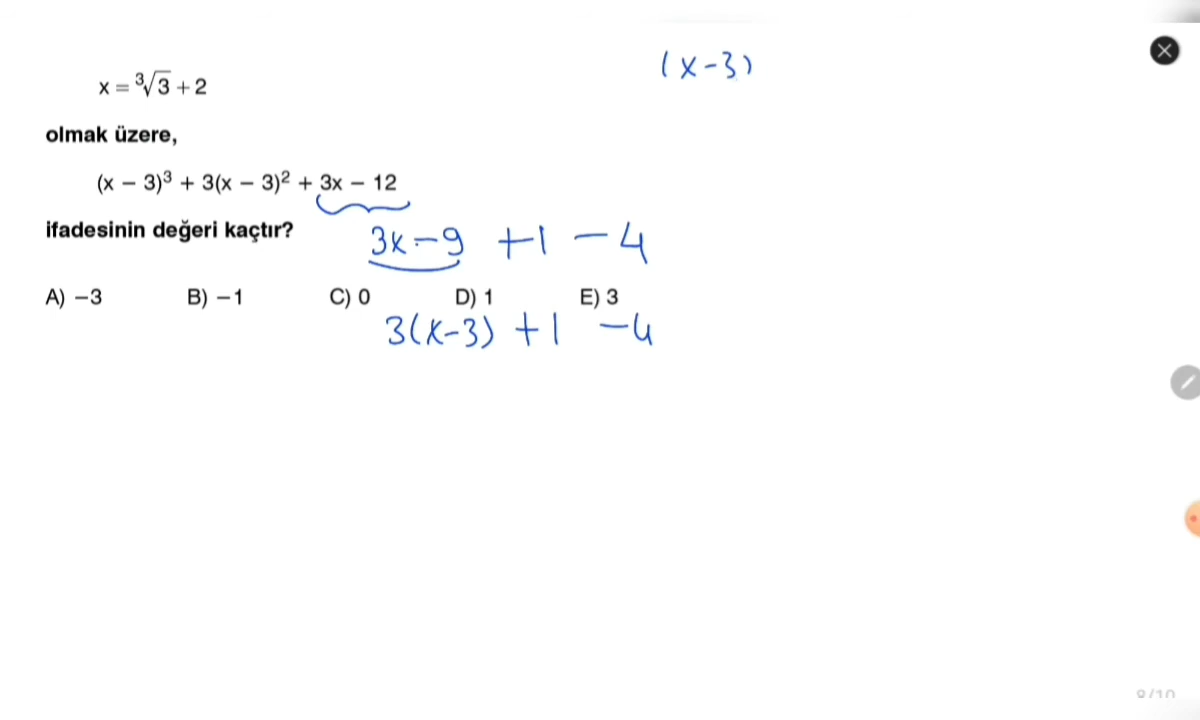 x = ³√3 + 2
(x-3)
olmak üzere,
(x – 3)³ + 3(x – 3)² + 3x – 12
ifadesinin değeri kaçtır?
3x-9 +1 -4
A) –3 B) –1 C) 0 D) 1 E) 3
3(x-3) +1 -4